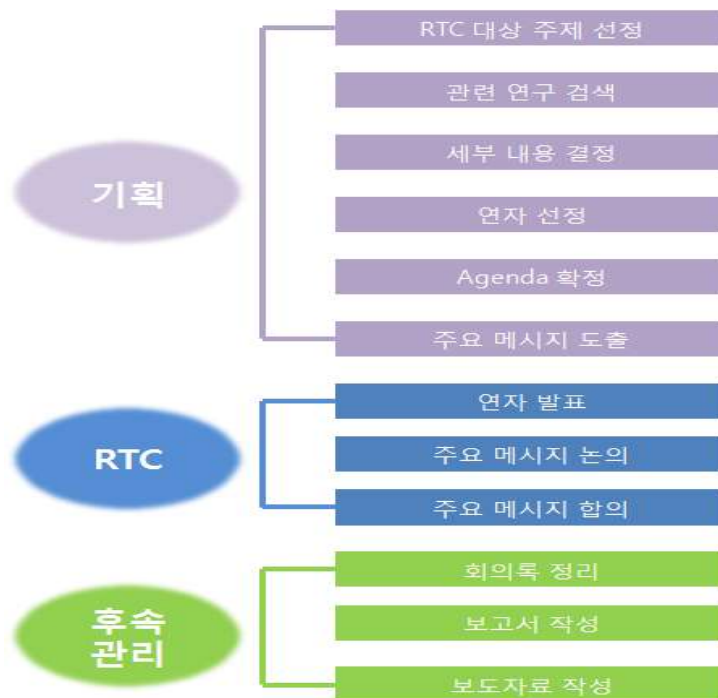 기획
RTC 대상 주제 선정
관련 연구 검색
세부 내용 결정
연자 선정
Agenda 확정
주요 메시지 도출
RTC
연자 발표
주요 메시지 논의
주요 메시지 합의
후속
관리
회의록 정리
보고서 작성
보도자료 작성